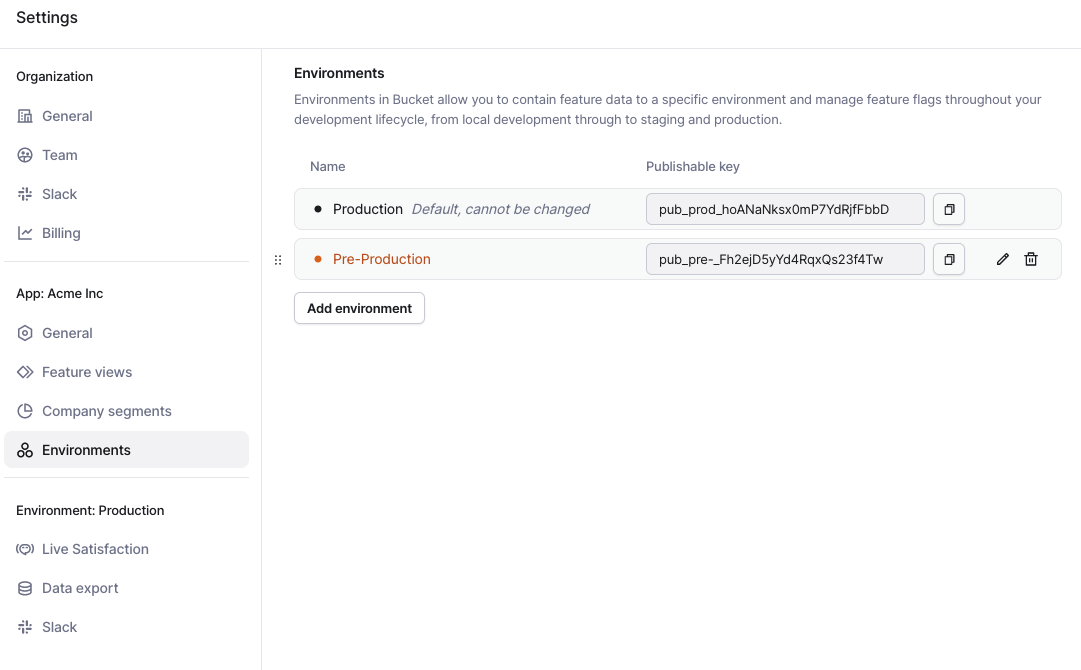 Settings
Organization
General
Team
Slack
Billing
App: Acme Inc
General
Feature views
Company segments
Environments
Environment: Production
Live Satisfaction
Data export
Slack
Environments
Environments in Bucket allow you to contain feature data to a specific environment and manage feature flags throughout your
development lifecycle, from local development through to staging and production.
Name Publishable key
Production Default, cannot be changed pub_prod_hoANaNksx0mP7YdRjfFbbD
Pre-Production pub_pre-_Fh2ejD5yYd4RqxQs23f4Tw
Add environment